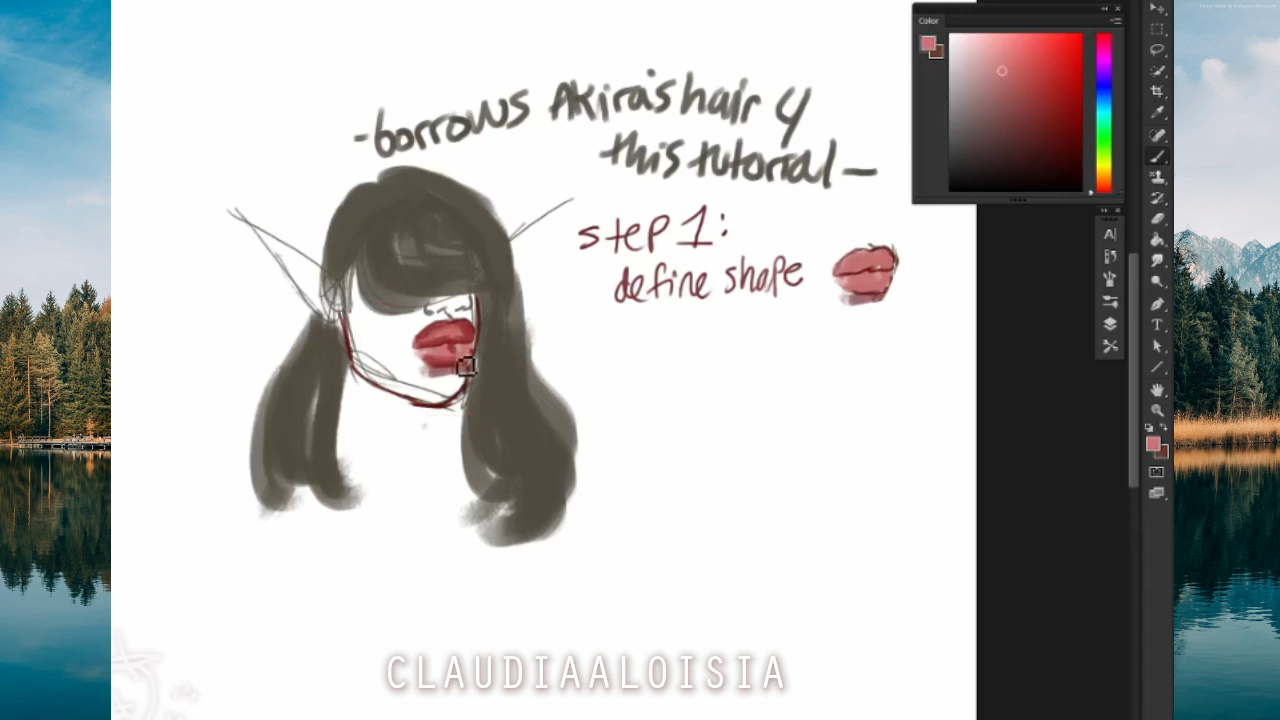 -borrows Akira's hair 4
this tutorial-
step 1:
define shape
Color
CLAUDIAALOISIA